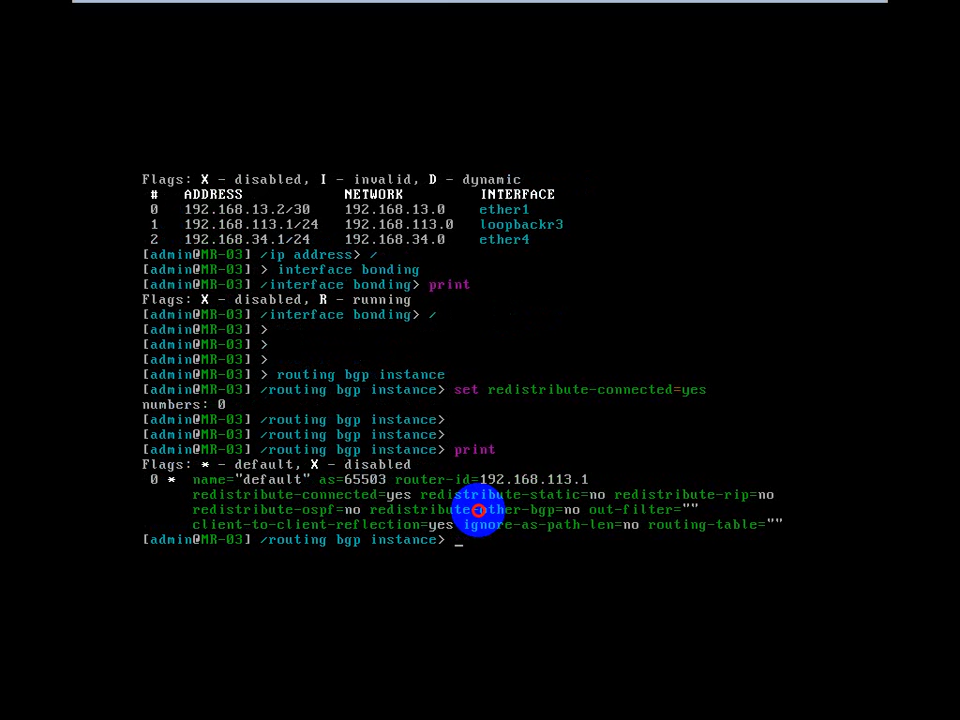 Flags: X - disabled, I - invalid, D - dynamic
# ADDRESS NETWORK INTERFACE
0 192.168.13.2/30 192.168.13.0 ether1
1 192.168.113.1/24 192.168.113.0 loopbackr3
2 192.168.34.1/24 192.168.34.0 ether4
[admin@MR-03] /ip address> /
[admin@MR-03] > interface bonding
[admin@MR-03] /interface bonding> print
Flags: X - disabled, R - running
[admin@MR-03] /interface bonding> /
[admin@MR-03] >
[admin@MR-03] >
[admin@MR-03] >
[admin@MR-03] > routing bgp instance
[admin@MR-03] /routing bgp instance> set redistribute-connected=yes
numbers: 0
[admin@MR-03] /routing bgp instance>
[admin@MR-03] /routing bgp instance>
[admin@MR-03] /routing bgp instance> print
Flags: * - default, X - disabled
0 * name="default" as=65503 router-id=192.168.113.1
redistribute-connected=yes redistribute-static=no redistribute-rip=no
redistribute-ospf=no redistribute-other-bgp=no out-filter=""
client-to-client-reflection=yes ignore-as-path-len=no routing-table=""
[admin@MR-03] /routing bgp instance> _